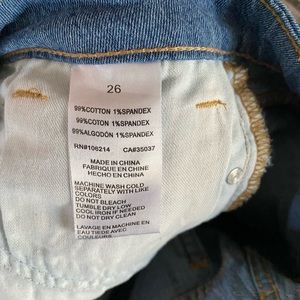 26
99%COTTON 1%SPANDEX
99%COTON 1%SPANDEX
99%ALGODÓN 1%SPANDEX
RN#106214 CA#35037
MADE IN CHINA
FABRIQUE EN CHINE
HECHO EN CHINA
MACHINE WASH COLD
SEPARATELY WITH LIKE
COLORS
DO NOT BLEACH
TUMBLE DRY LOW
COOL IRON IF NEEDED
DO NOT DRY CLEAN
LAVAGE EN MACHINE EN
EAU TIEDE AVEC
COULEURS